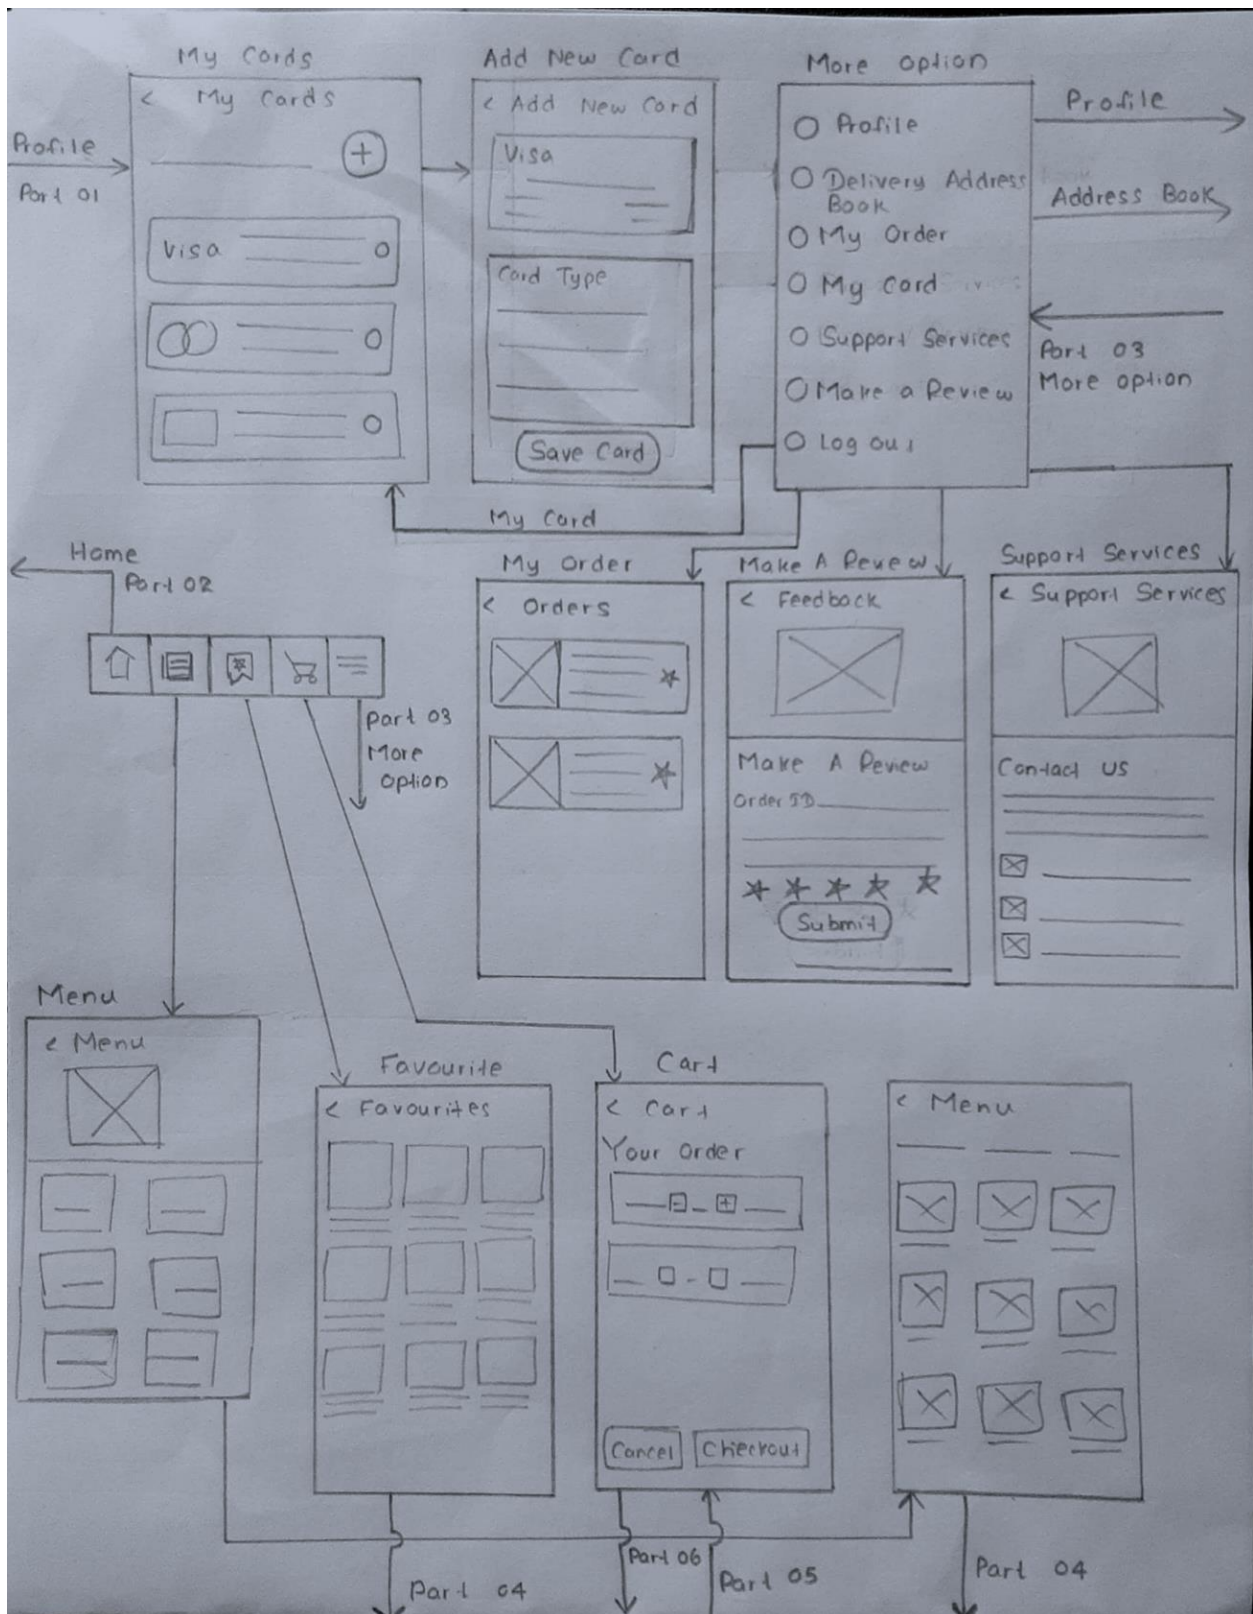 My Cards
< My Cards
Profile
Part 01
+
Visa
Add New Card
< Add New Card
Visa
Card Type
Save Card
More Option
Profile
Delivery Address
Book
My Order
My Card
Support Services
Make a Review
Log out
Profile
Address Book
Part 03
More option
My Card
Home
Part 02
Part 03
More
Option
My Order
< Orders
Make A Review
< Feedback
Make A Review
Order ID
Submit
Support Services
< Support Services
Contact US
Menu
< Menu
Favourite
< Favourites
Cart
< Cart
Your Order
- +
Cancel
Checkout
< Menu
Part 04
Part 06
Part 05
Part 04